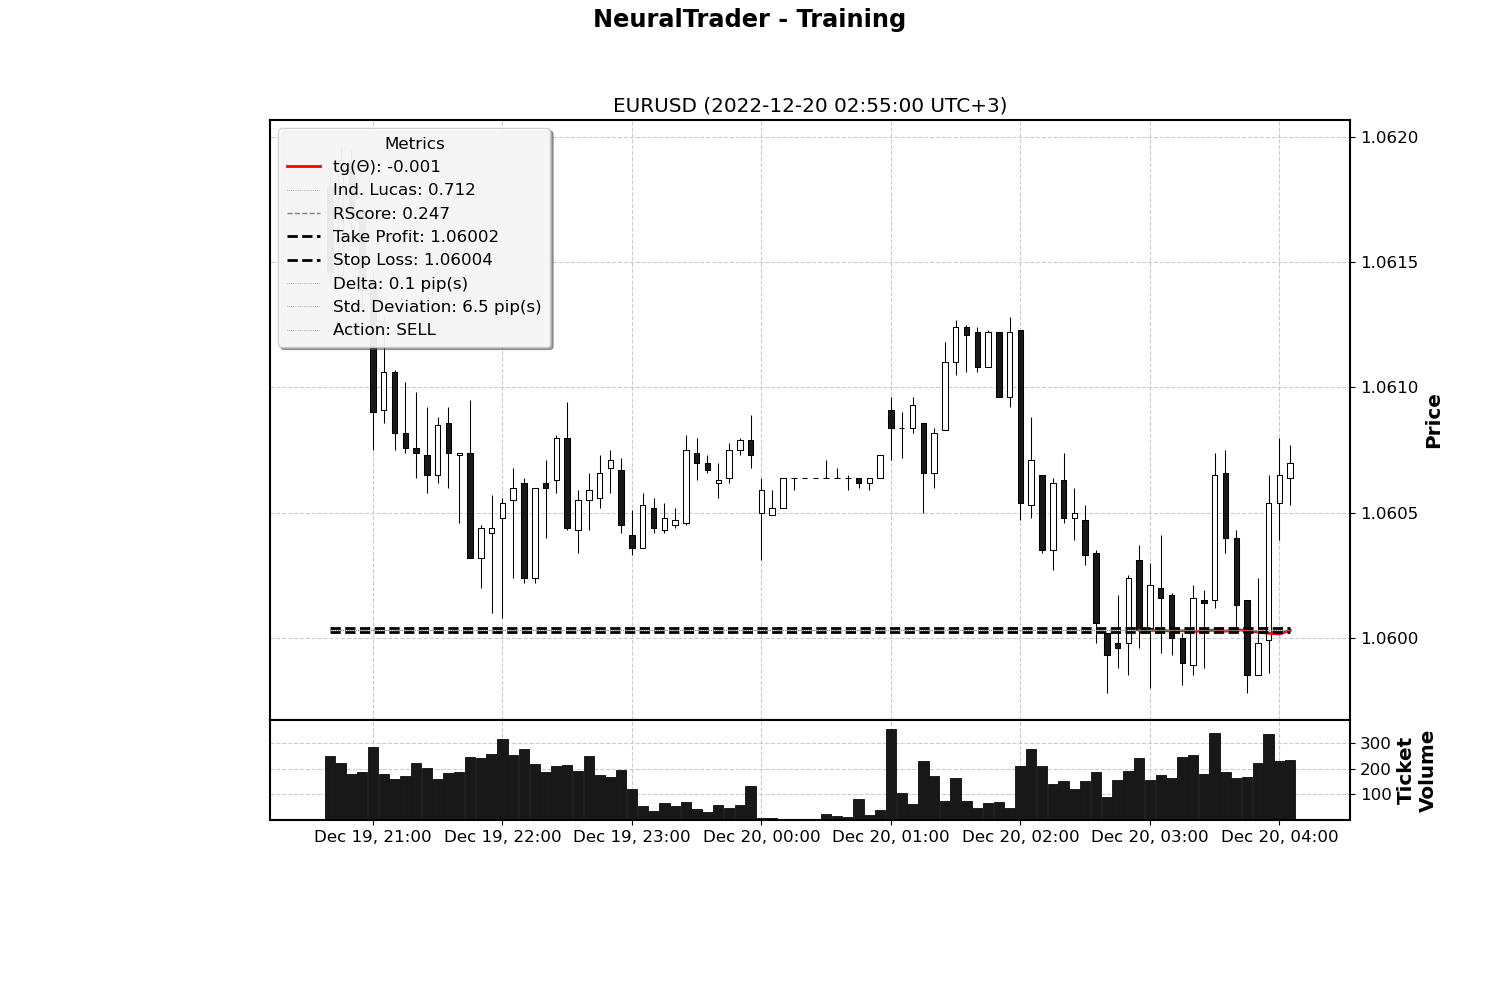 NeuralTrader - Training
EURUSD (2022-12-20 02:55:00 UTC+3)
Metrics
tg(Θ): -0.001
Ind. Lucas: 0.712
RScore: 0.247
Take Profit: 1.06002
Stop Loss: 1.06004
Delta: 0.1 pip(s)
Std. Deviation: 6.5 pip(s)
Action: SELL
1.0620
1.0615
1.0610
1.0605
1.0600
Price
300
200
100
Ticket
Volume
Dec 19, 21:00
Dec 19, 22:00
Dec 19, 23:00
Dec 20, 00:00
Dec 20, 01:00
Dec 20, 02:00
Dec 20, 03:00
Dec 20, 04:00